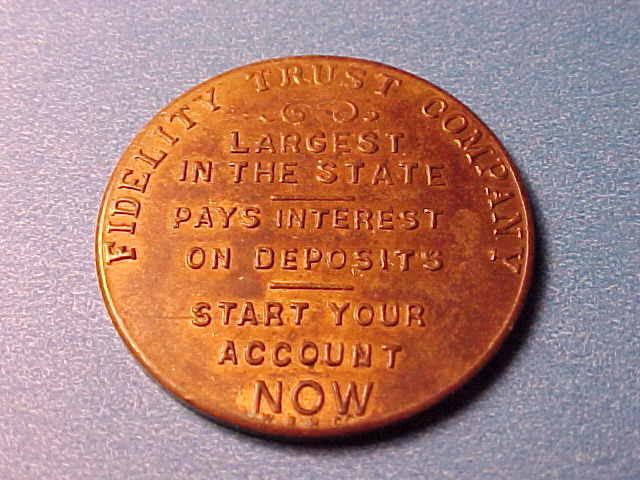 FIDELITY TRUST COMPANY
LARGEST
IN THE STATE
PAYS INTEREST
ON DEPOSITS
START YOUR
ACCOUNT
NOW